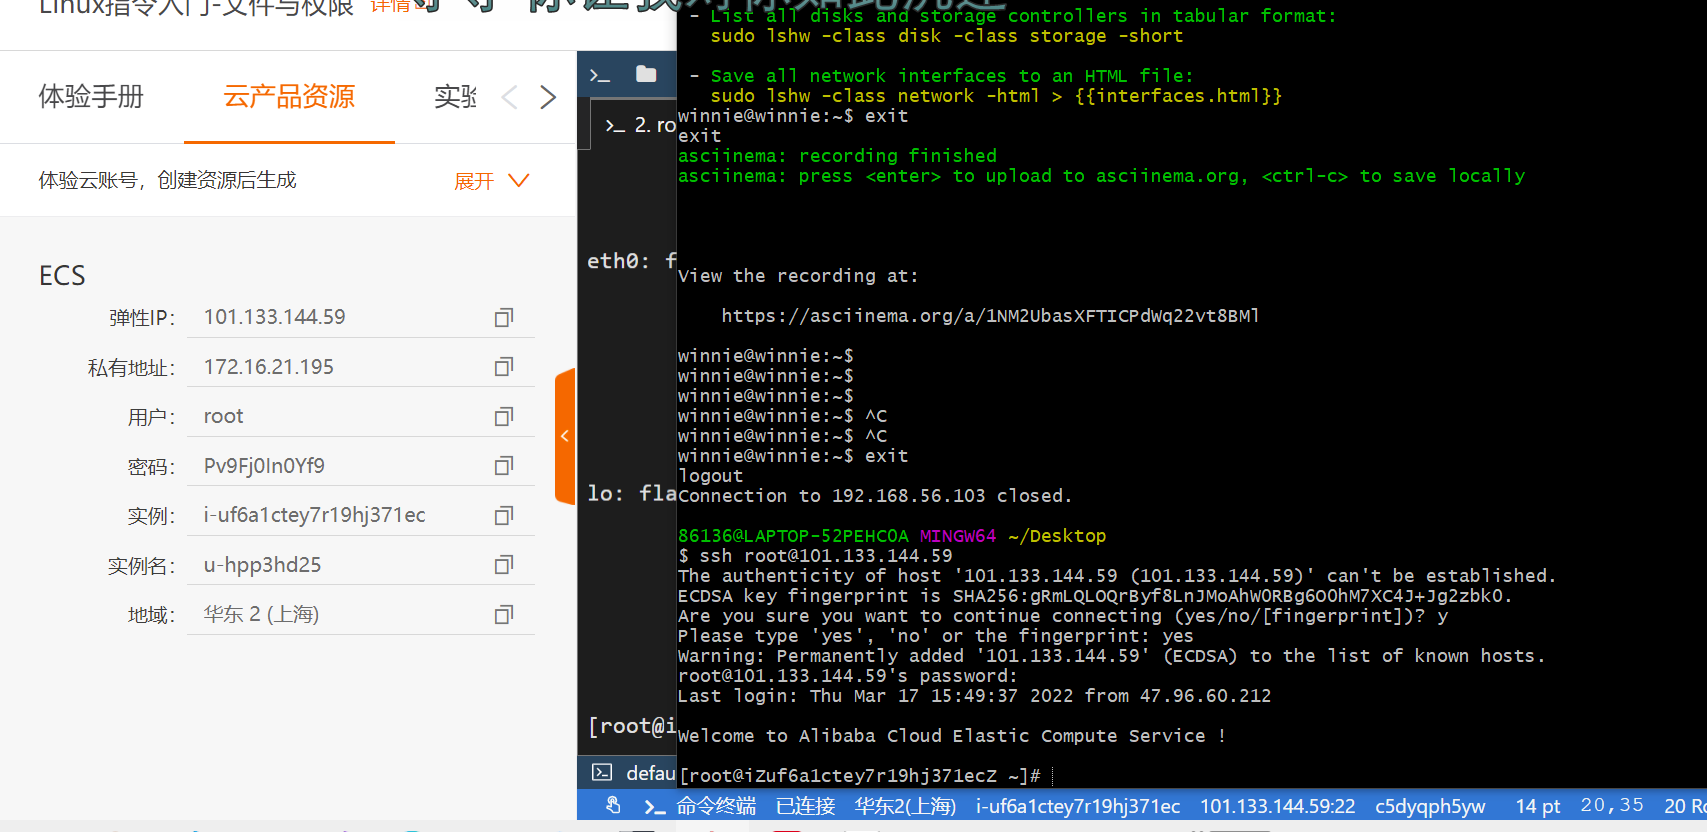 Linux指令入门-文件与权限 详情
体验手册 云产品资源 实验
体验云账号，创建资源后生成 展开
ECS
弹性IP： 101.133.144.59
私有地址： 172.16.21.195
用户： root
密码： Pv9Fj0In0Yf9
实例： i-uf6a1ctey7r19hj371ec
实例名： u-hpp3hd25
地域： 华东 2 (上海)
>_ 2. ro
eth0: f
lo: fla
[root@i
defau
- List all disks and storage controllers in tabular format:
sudo lshw -class disk -class storage -short
- Save all network interfaces to an HTML file:
sudo lshw -class network -html > {{interfaces.html}}
winnie@winnie:~$ exit
exit
asciinema: recording finished
asciinema: press <enter> to upload to asciinema.org, <ctrl-c> to save locally
View the recording at:
https://asciinema.org/a/1NM2UbasXFTICPdWq22vt8BMl
winnie@winnie:~$
winnie@winnie:~$
winnie@winnie:~$
winnie@winnie:~$ ^C
winnie@winnie:~$ ^C
winnie@winnie:~$ exit
logout
Connection to 192.168.56.103 closed.
86136@LAPTOP-52PEHCOA MINGW64 ~/Desktop
$ ssh root@101.133.144.59
The authenticity of host '101.133.144.59 (101.133.144.59)' can't be established.
ECDSA key fingerprint is SHA256:gRmLQLOQrByf8LnJMoAhW0RBg6O0hM7XC4J+Jg2zbk0.
Are you sure you want to continue connecting (yes/no/[fingerprint])? y
Please type 'yes', 'no' or the fingerprint: yes
Warning: Permanently added '101.133.144.59' (ECDSA) to the list of known hosts.
root@101.133.144.59's password:
Last login: Thu Mar 17 15:49:37 2022 from 47.96.60.212
Welcome to Alibaba Cloud Elastic Compute Service !
[root@iZuf6a1ctey7r19hj371ecZ ~]#
命令终端 已连接 华东2(上海) i-uf6a1ctey7r19hj371ec 101.133.144.59:22 c5dyqph5yw 14 pt 20,35 20 Ro